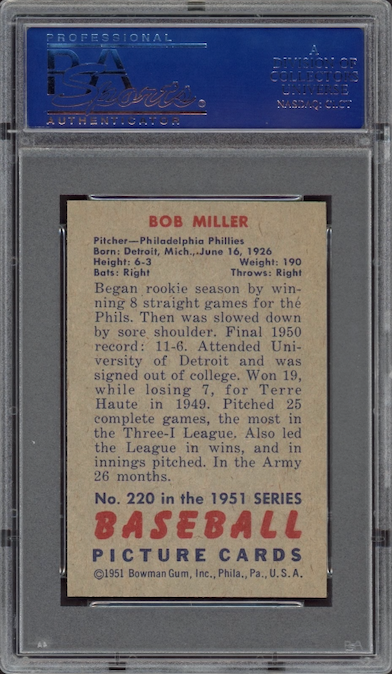 PROFESSIONAL
PSA
Sports
AUTHENTICATOR
A
DIVISION OF
COLLECTORS
UNIVERSE
NASDAQ: CLCT
BOB MILLER
Pitcher—Philadelphia Phillies
Born: Detroit, Mich., June 16, 1926
Height: 6-3 Weight: 190
Bats: Right Throws: Right
Began rookie season by win-
ning 8 straight games for the
Phils. Then was slowed down
by sore shoulder. Final 1950
record: 11-6. Attended Uni-
versity of Detroit and was
signed out of college. Won 19,
while losing 7, for Terre
Haute in 1949. Pitched 25
complete games, the most in
the Three-I League. Also led
the League in wins, and in
innings pitched. In the Army
26 months.
No. 220 in the 1951 SERIES
BASEBALL
PICTURE CARDS
©1951 Bowman Gum, Inc., Phila., Pa., U.S.A.